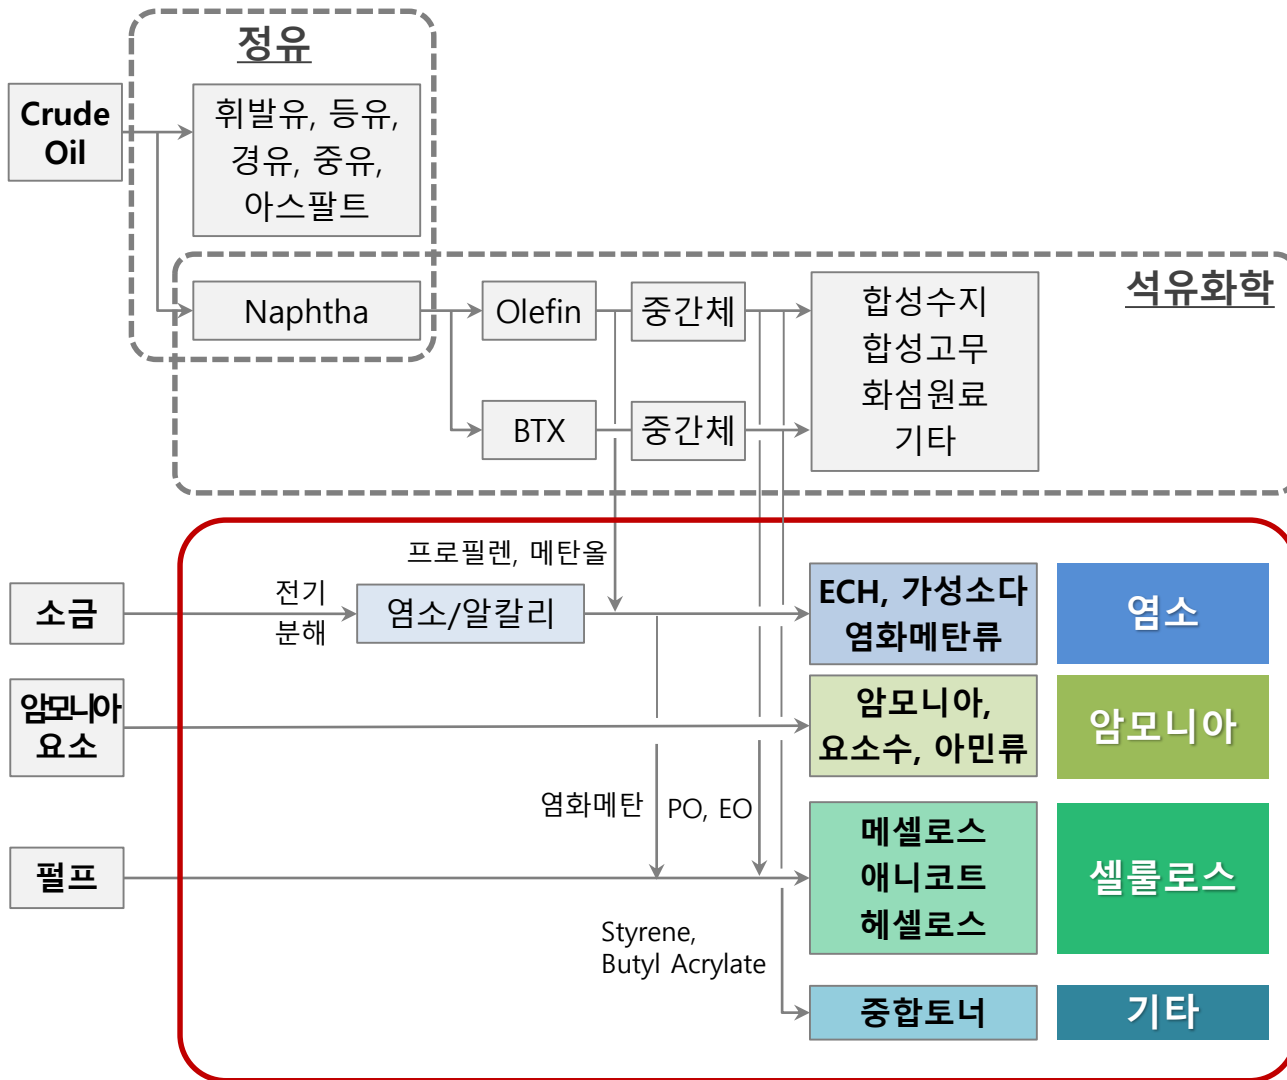 정유
Crude
Oil
휘발유, 등유,
경유, 중유,
아스팔트
석유화학
Naphtha
Olefin
중간체
합성수지
합성고무
화섬원료
기타
BTX
중간체
프로필렌, 메탄올
소금
전기
분해
염소/알칼리
ECH, 가성소다
염화메탄류
염소
암모니아
요소
암모니아,
요소수, 아민류
암모니아
염화메탄
PO, EO
펄프
메셀로스
애니코트
헤셀로스
셀룰로스
Styrene,
Butyl Acrylate
중합토너
기타